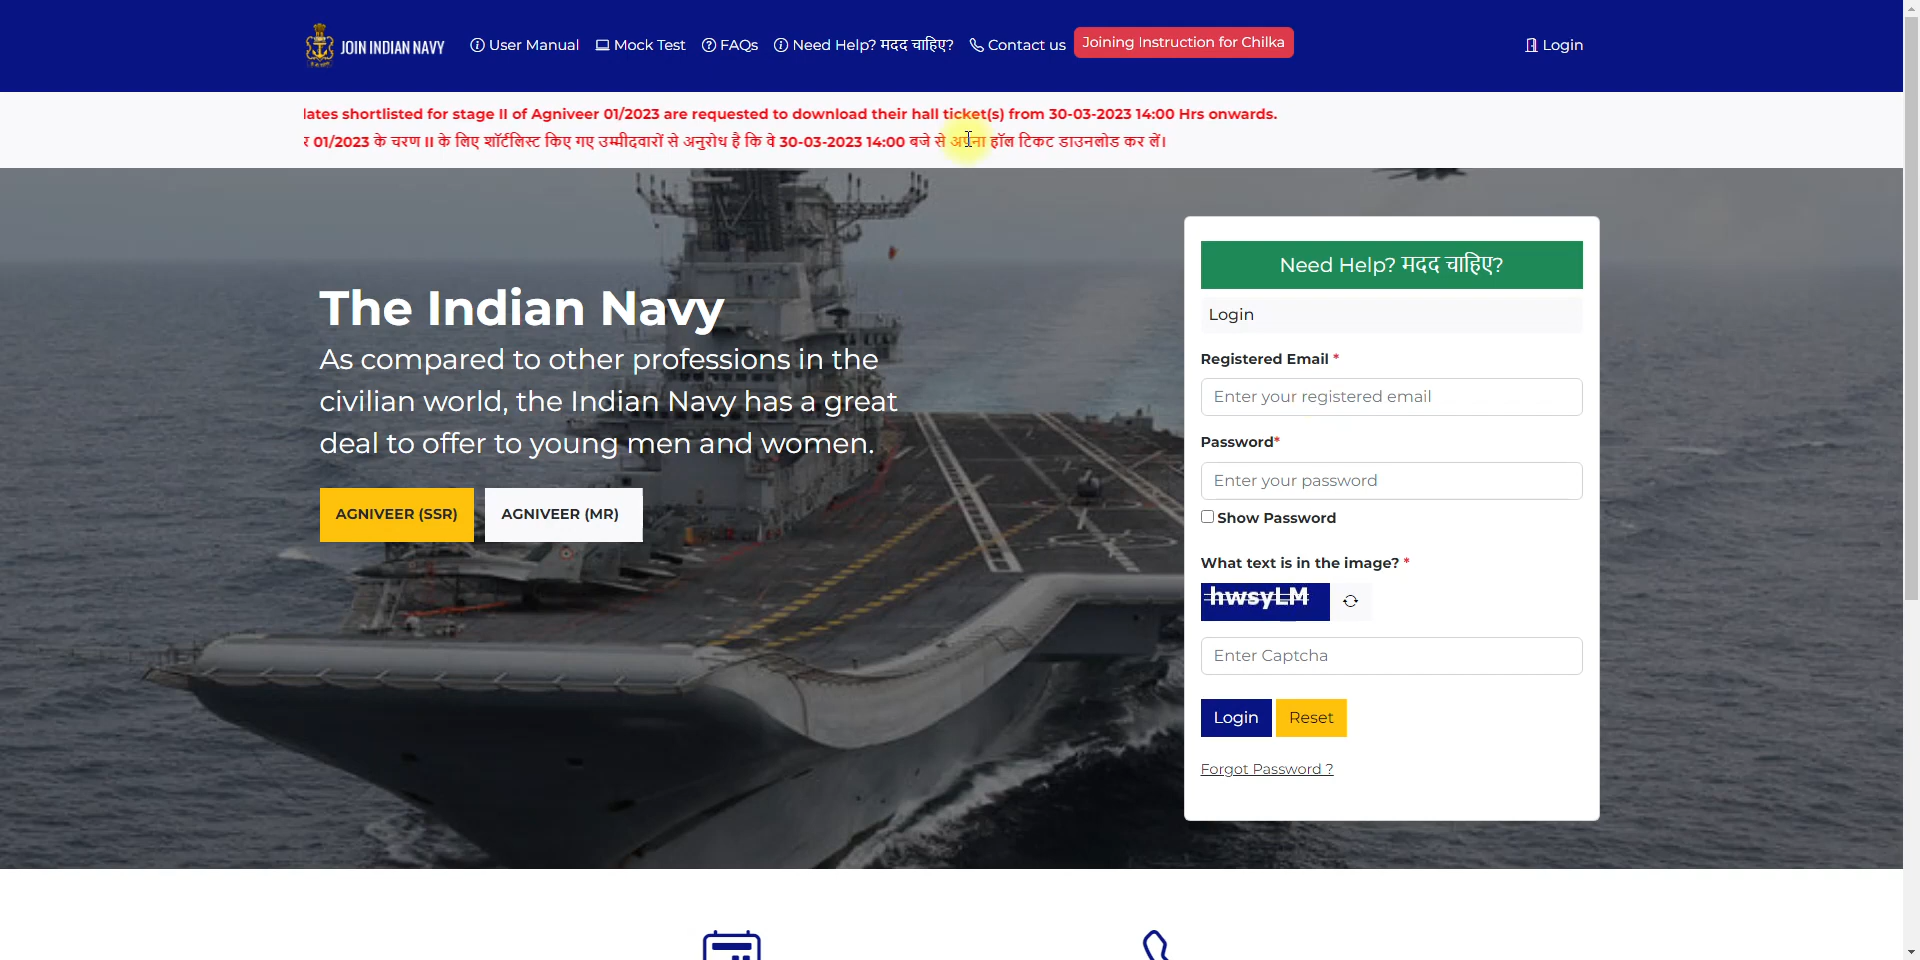 JOIN INDIAN NAVY
User Manual
Mock Test
FAQs
Need Help? मदद चाहिए?
Contact us
Joining Instruction for Chilka
Login
shortlisted for stage II of Agniveer 01/2023 are requested to download their hall ticket(s) from 30-03-2023 14:00 Hrs onwards.
01/2023 के चरण II के लिए शॉर्टलिस्ट किए गए उम्मीदवारों से अनुरोध है कि वे 30-03-2023 14:00 बजे से अपना हॉल टिकट डाउनलोड कर लें।
The Indian Navy
As compared to other professions in the
civilian world, the Indian Navy has a great
deal to offer to young men and women.
AGNIVEER (SSR)
AGNIVEER (MR)
Need Help? मदद चाहिए?
Login
Registered Email *
Enter your registered email
Password*
Enter your password
Show Password
What text is in the image? *
hwsyLM
Enter Captcha
Login
Reset
Forgot Password ?